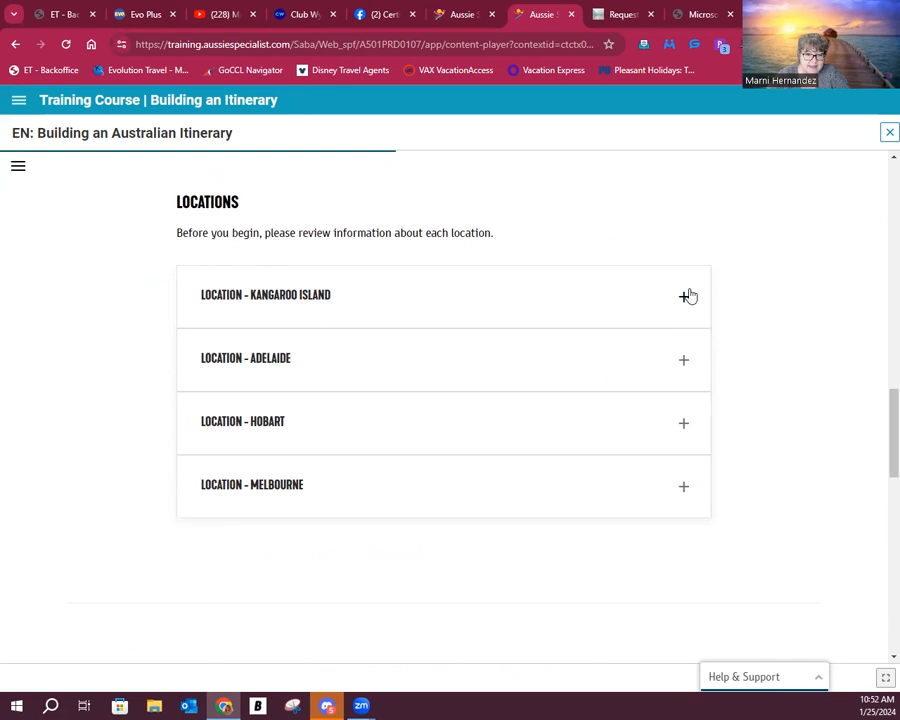 ET - Bac
Evo Plus
(228) M
Club W
(2) Certi
Aussie S
Aussie S
Request
Microso
https://training.aussiespecialist.com/Saba/Web_spf/A501PRD0107/app/content-player?contextid=ctctx0...
3
ET - Backoffice
Evolution Travel - M...
GoCCL Navigator
Disney Travel Agents
VAX VacationAccess
Vacation Express
Pleasant Holidays: T...
Marni Hernandez
Training Course | Building an Itinerary
EN: Building an Australian Itinerary
LOCATIONS
Before you begin, please review information about each location.
LOCATION - KANGAROO ISLAND
LOCATION - ADELAIDE
LOCATION - HOBART
LOCATION - MELBOURNE
Help & Support
10:52 AM
1/25/2024